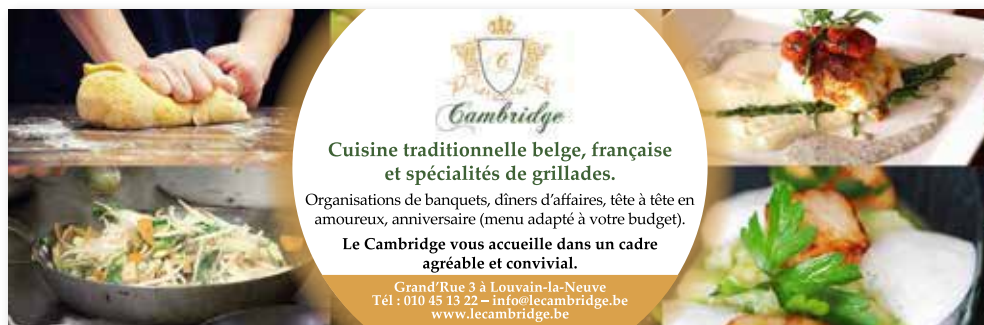 C
Cambridge
Cuisine traditionnelle belge, française
et spécialités de grillades.
Organisations de banquets, dîners d’affaires, tête à tête en
amoureux, anniversaire (menu adapté à votre budget).
Le Cambridge vous accueille dans un cadre
agréable et convivial.
Grand’Rue 3 à Louvain-la-Neuve
Tél : 010 45 13 22 – info@lecambridge.be
www.lecambridge.be